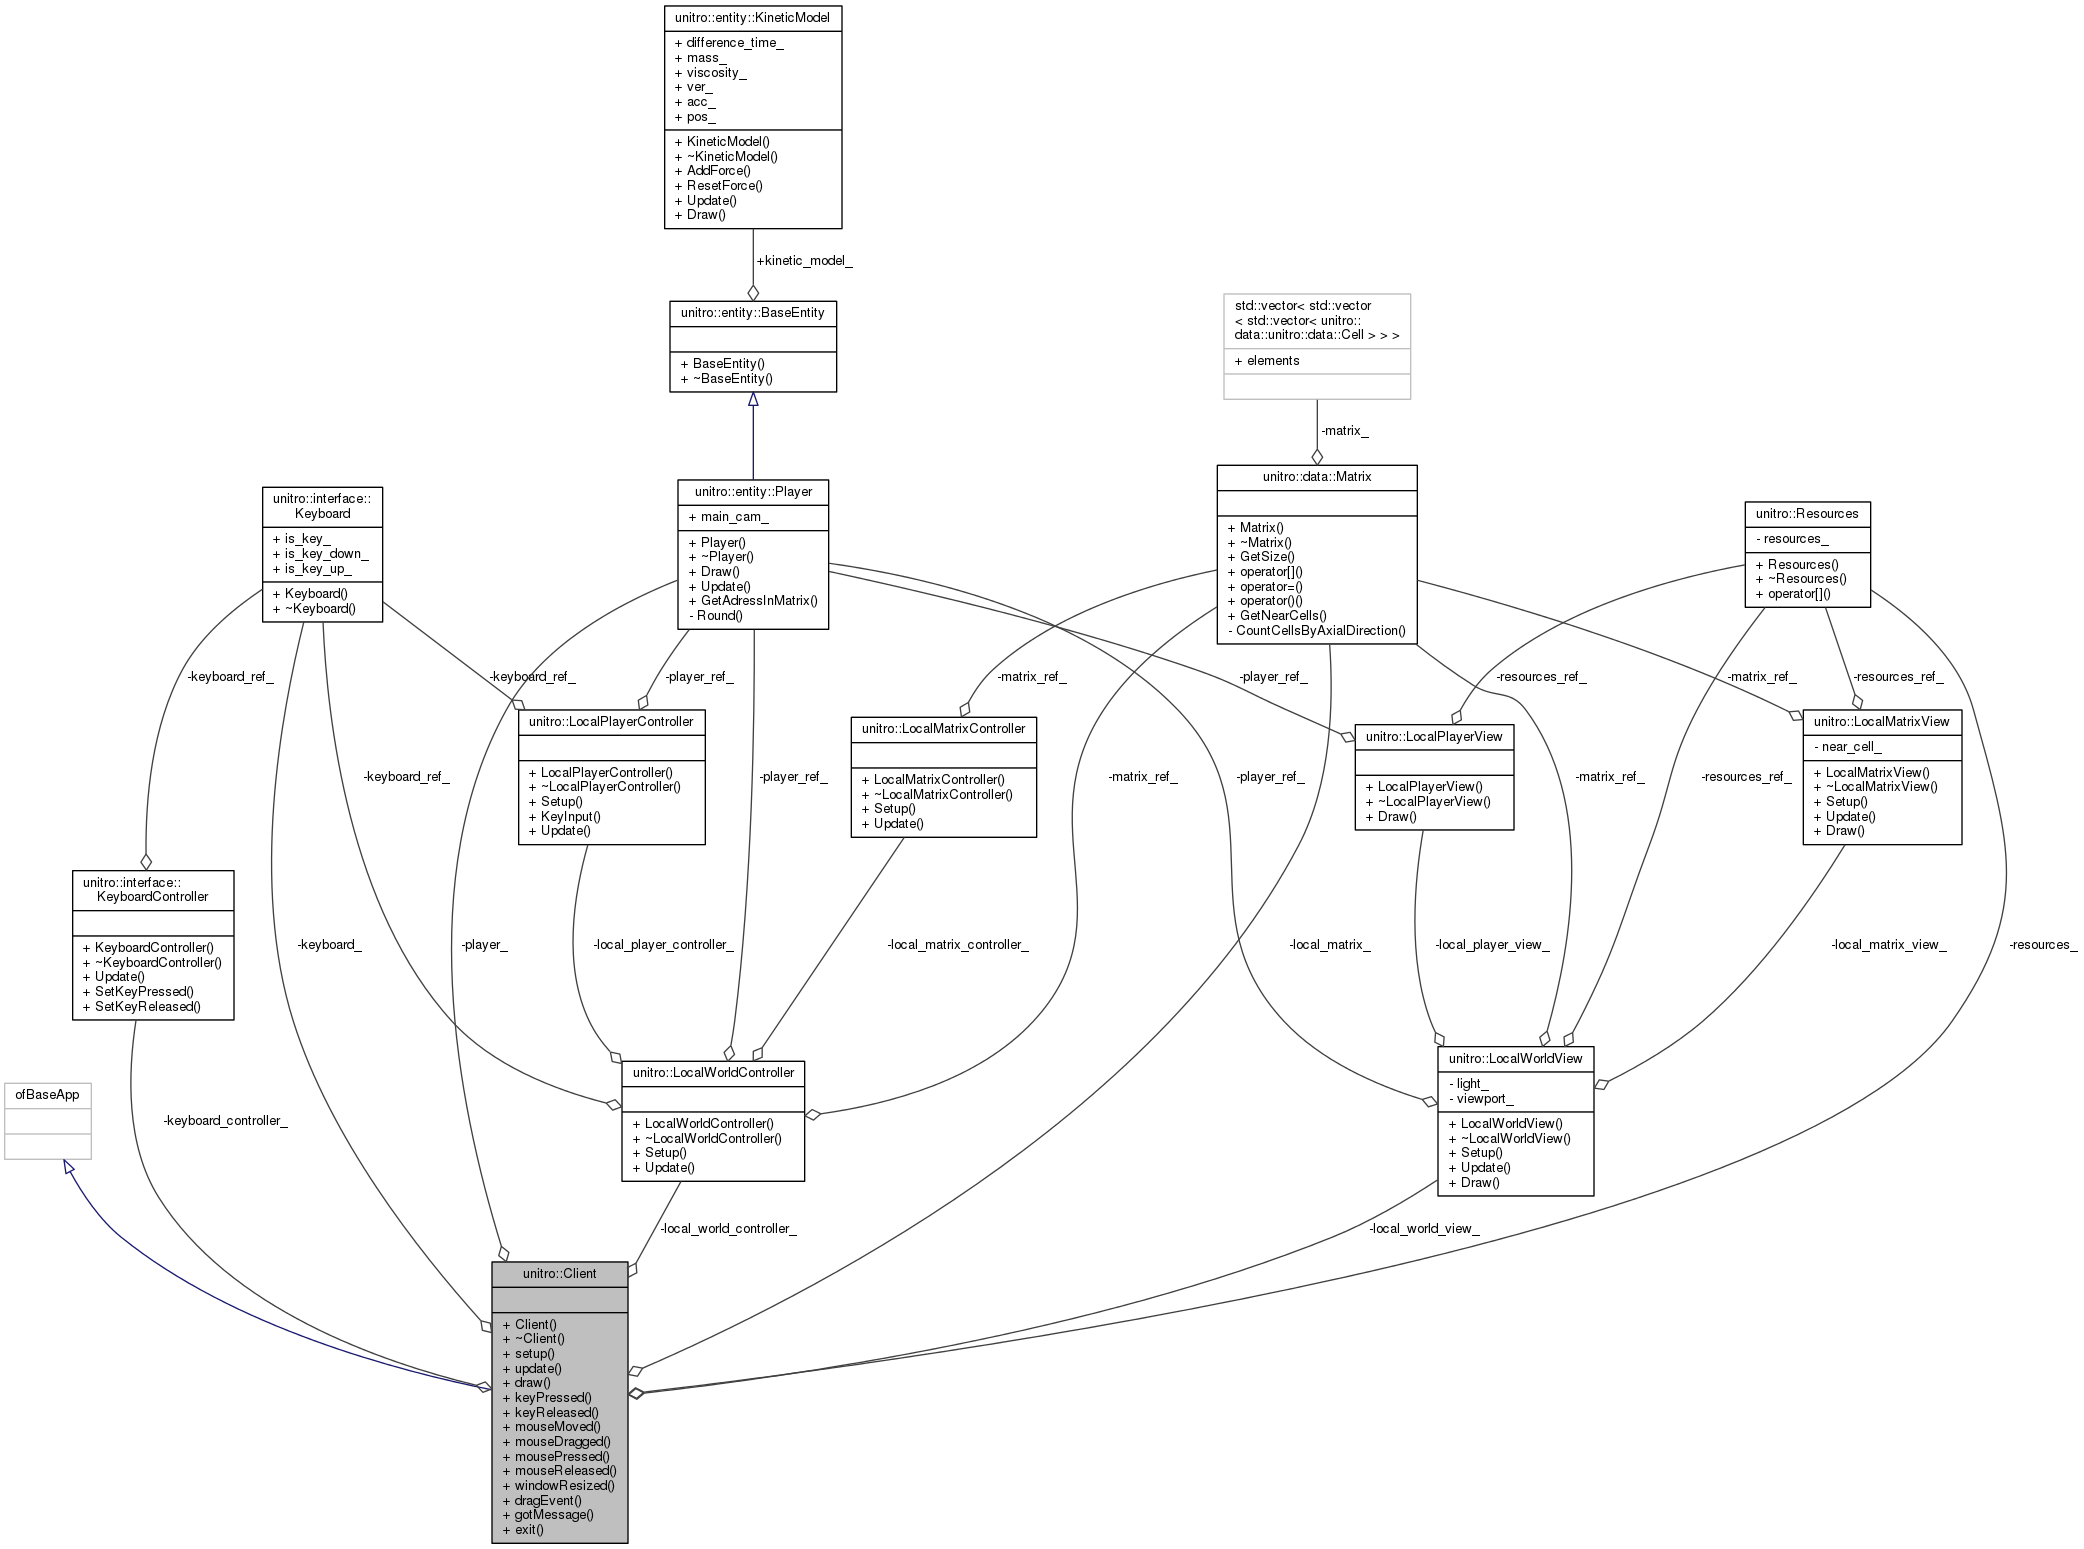 unitro::entity::KineticModel
+ difference_time_
+ mass_
+ viscosity_
+ ver_
+ acc_
+ pos_
+ KineticModel()
+ ~KineticModel()
+ AddForce()
+ ResetForce()
+ Update()
+ Draw()
+kinetic_model_
unitro::entity::BaseEntity
+ BaseEntity()
+ ~BaseEntity()
std::vector< std::vector
< std::vector< unitro::
data::unitro::data::Cell > > >
+ elements
-matrix_
unitro::interface::
Keyboard
+ is_key_
+ is_key_down_
+ is_key_up_
+ Keyboard()
+ ~Keyboard()
unitro::entity::Player
+ main_cam_
+ Player()
+ ~Player()
+ Draw()
+ Update()
+ GetAdressInMatrix()
- Round()
unitro::data::Matrix
+ Matrix()
+ ~Matrix()
+ GetSize()
+ operator[]()
+ operator=()
+ operator()()
+ GetNearCells()
- CountCellsByAxialDirection()
unitro::Resources
- resources_
+ Resources()
+ ~Resources()
+ operator[]()
-keyboard_ref_
-keyboard_ref_
-player_ref_
-matrix_ref_
-player_ref_
-resources_ref_
-matrix_ref_
-resources_ref_
unitro::LocalPlayerController
+ LocalPlayerController()
+ ~LocalPlayerController()
+ Setup()
+ KeyInput()
+ Update()
unitro::LocalMatrixController
+ LocalMatrixController()
+ ~LocalMatrixController()
+ Setup()
+ Update()
unitro::LocalPlayerView
+ LocalPlayerView()
+ ~LocalPlayerView()
+ Draw()
unitro::LocalMatrixView
- near_cell_
+ LocalMatrixView()
+ ~LocalMatrixView()
+ Setup()
+ Update()
+ Draw()
-keyboard_ref_
-player_ref_
-matrix_ref_
-player_ref_
-matrix_ref_
-resources_ref_
unitro::interface::
KeyboardController
+ KeyboardController()
+ ~KeyboardController()
+ Update()
+ SetKeyPressed()
+ SetKeyReleased()
-keyboard_
-player_
-local_player_controller_
-local_matrix_controller_
-local_matrix_
-local_player_view_
-local_matrix_view_
-resources_
ofBaseApp
-keyboard_controller_
unitro::LocalWorldController
+ LocalWorldController()
+ ~LocalWorldController()
+ Setup()
+ Update()
unitro::LocalWorldView
- light_
- viewport_
+ LocalWorldView()
+ ~LocalWorldView()
+ Setup()
+ Update()
+ Draw()
-local_world_controller_
-local_world_view_
unitro::Client
+ Client()
+ ~Client()
+ setup()
+ update()
+ draw()
+ keyPressed()
+ keyReleased()
+ mouseMoved()
+ mouseDragged()
+ mousePressed()
+ mouseReleased()
+ windowResized()
+ dragEvent()
+ gotMessage()
+ exit()